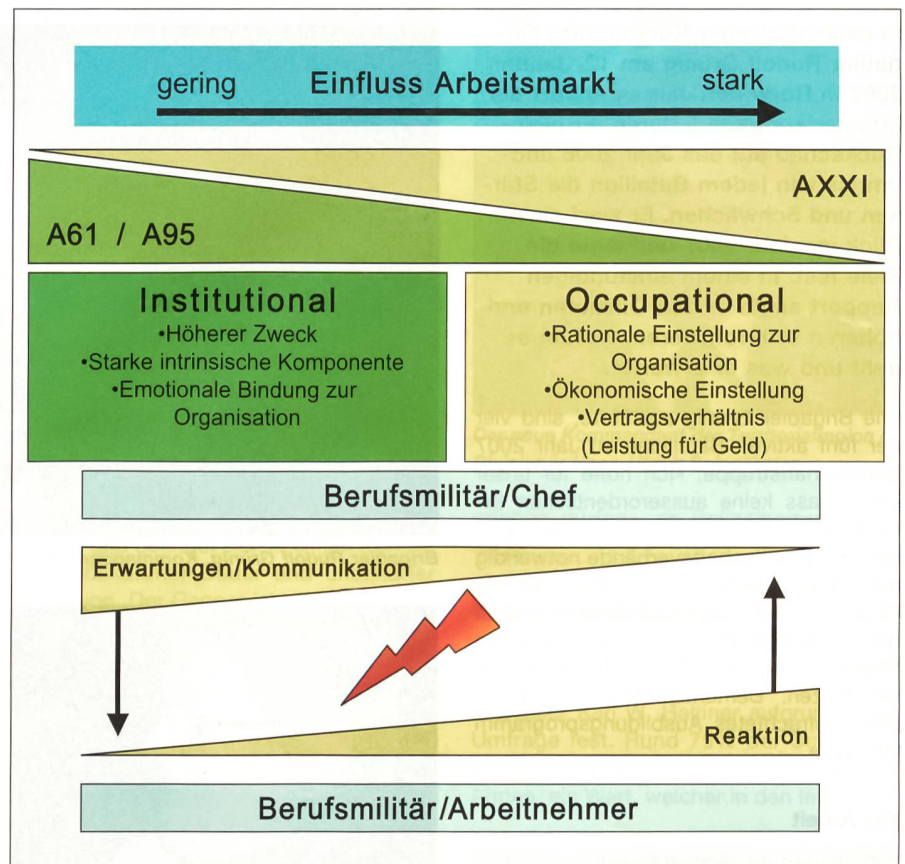 gering Einfluss Arbeitsmarkt stark
AXXI
A61 / A95
Institutional
•Höherer Zweck
•Starke intrinsische Komponente
•Emotionale Bindung zur
Organisation
Occupational
•Rationale Einstellung zur
Organisation
•Ökonomische Einstellung
•Vertragsverhältnis
(Leistung für Geld)
Berufsmilitär/Chef
Erwartungen/Kommunikation
Reaktion
Berufsmilitär/Arbeitnehmer